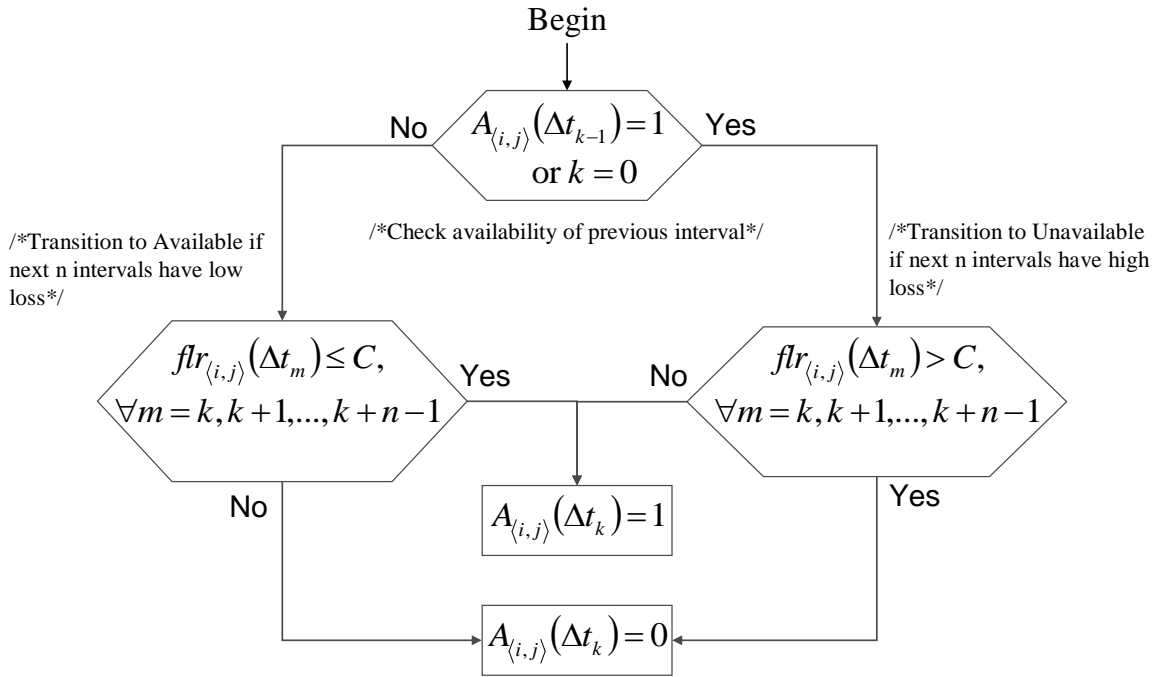 Begin
No
A⟨i,j⟩(Δt_{k−1}) = 1
or k = 0
Yes
/*Transition to Available if
next n intervals have low
loss*/
/*Check availability of previous interval*/
/*Transition to Unavailable
if next n intervals have high
loss*/
flr⟨i,j⟩(Δt_m) ≤ C,
∀m = k, k + 1,..., k + n − 1
Yes
No
flr⟨i,j⟩(Δt_m) > C,
∀m = k, k + 1,..., k + n − 1
No
Yes
A⟨i,j⟩(Δt_k) = 1
A⟨i,j⟩(Δt_k) = 0